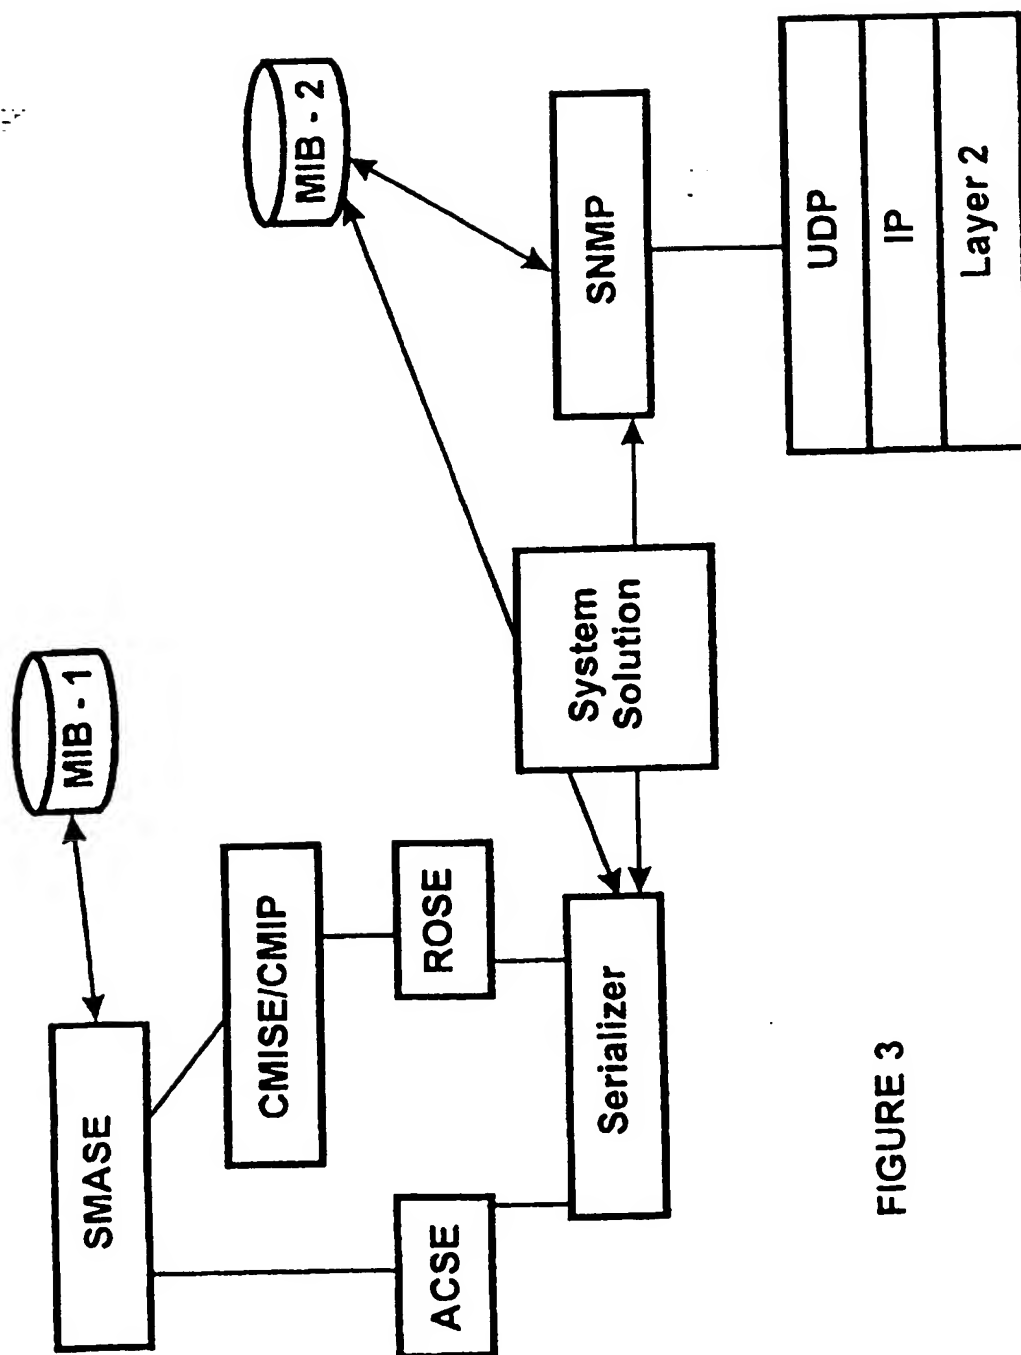 SMASE
MIB - 1
MIB - 2
CMISE/CMIP
ACSE
ROSE
SNMP
System
Solution
Serializer
UDP
IP
Layer 2
FIGURE 3